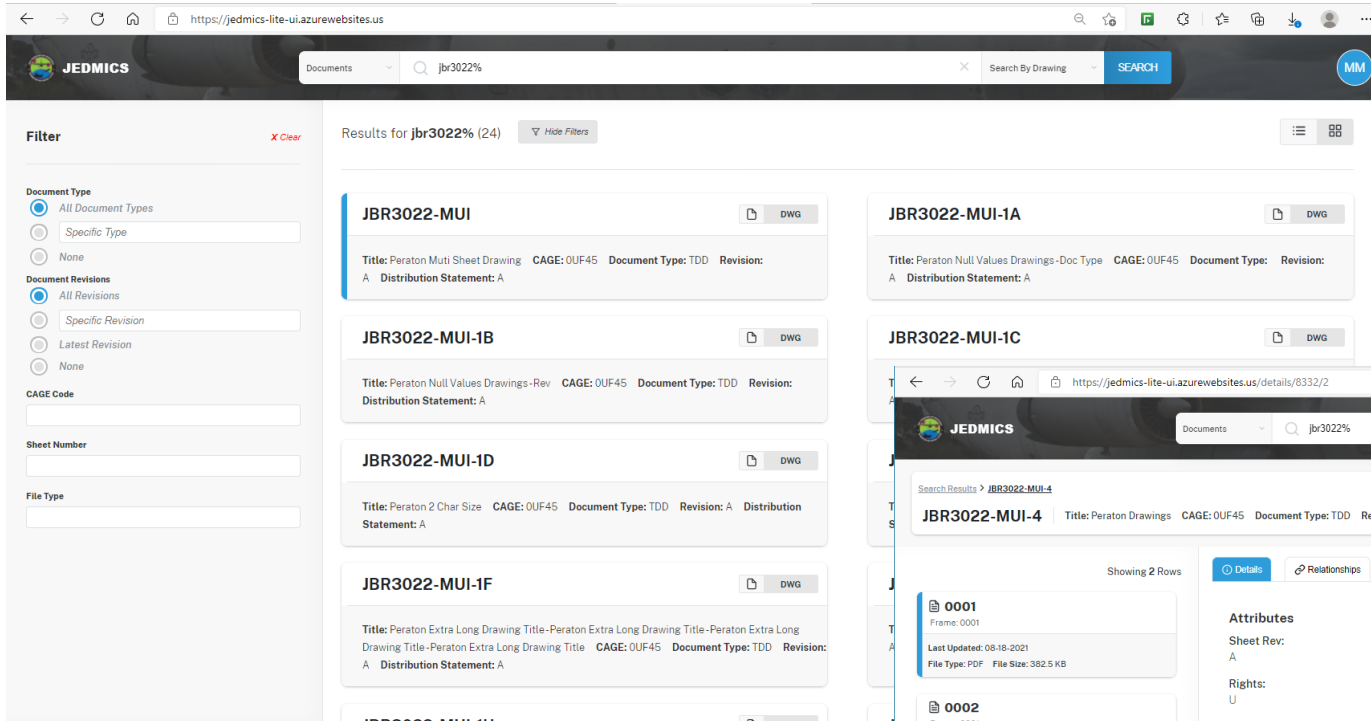 https://jedmics-lite-ui.azurewebsites.us
JEDMICS
Documents
jbr3022%
Search By Drawing
SEARCH
MM
Filter
X Clear
Document Type
All Document Types
Specific Type
None
Document Revisions
All Revisions
Specific Revision
Latest Revision
None
CAGE Code
Sheet Number
File Type
Results for jbr3022% (24)
Hide Filters
JBR3022-MUI
DWG
Title: Peraton Muti Sheet Drawing CAGE: 0UF45 Document Type: TDD Revision:
A Distribution Statement: A
JBR3022-MUI-1A
DWG
Title: Peraton Null Values Drawings-Doc Type CAGE: 0UF45 Document Type: Revision:
A Distribution Statement: A
JBR3022-MUI-1B
DWG
Title: Peraton Null Values Drawings-Rev CAGE: 0UF45 Document Type: TDD Revision:
Distribution Statement: A
JBR3022-MUI-1C
DWG
JBR3022-MUI-1D
DWG
Title: Peraton 2 Char Size CAGE: 0UF45 Document Type: TDD Revision: A Distribution
Statement: A
JBR3022-MUI-1F
DWG
Title: Peraton Extra Long Drawing Title-Peraton Extra Long Drawing Title-Peraton Extra Long
Drawing Title-Peraton Extra Long Drawing Title CAGE: 0UF45 Document Type: TDD Revision:
A Distribution Statement: A
https://jedmics-lite-ui.azurewebsites.us/details/8332/2
JEDMICS
Documents
jbr3022%
Search Results > JBR3022-MUI-4
JBR3022-MUI-4 Title: Peraton Drawings CAGE: 0UF45 Document Type: TDD Re
Showing 2 Rows
Details
Relationships
0001
Frame: 0001
Last Updated: 08-18-2021
File Type: PDF File Size: 382.5 KB
0002
Attributes
Sheet Rev:
A
Rights:
U